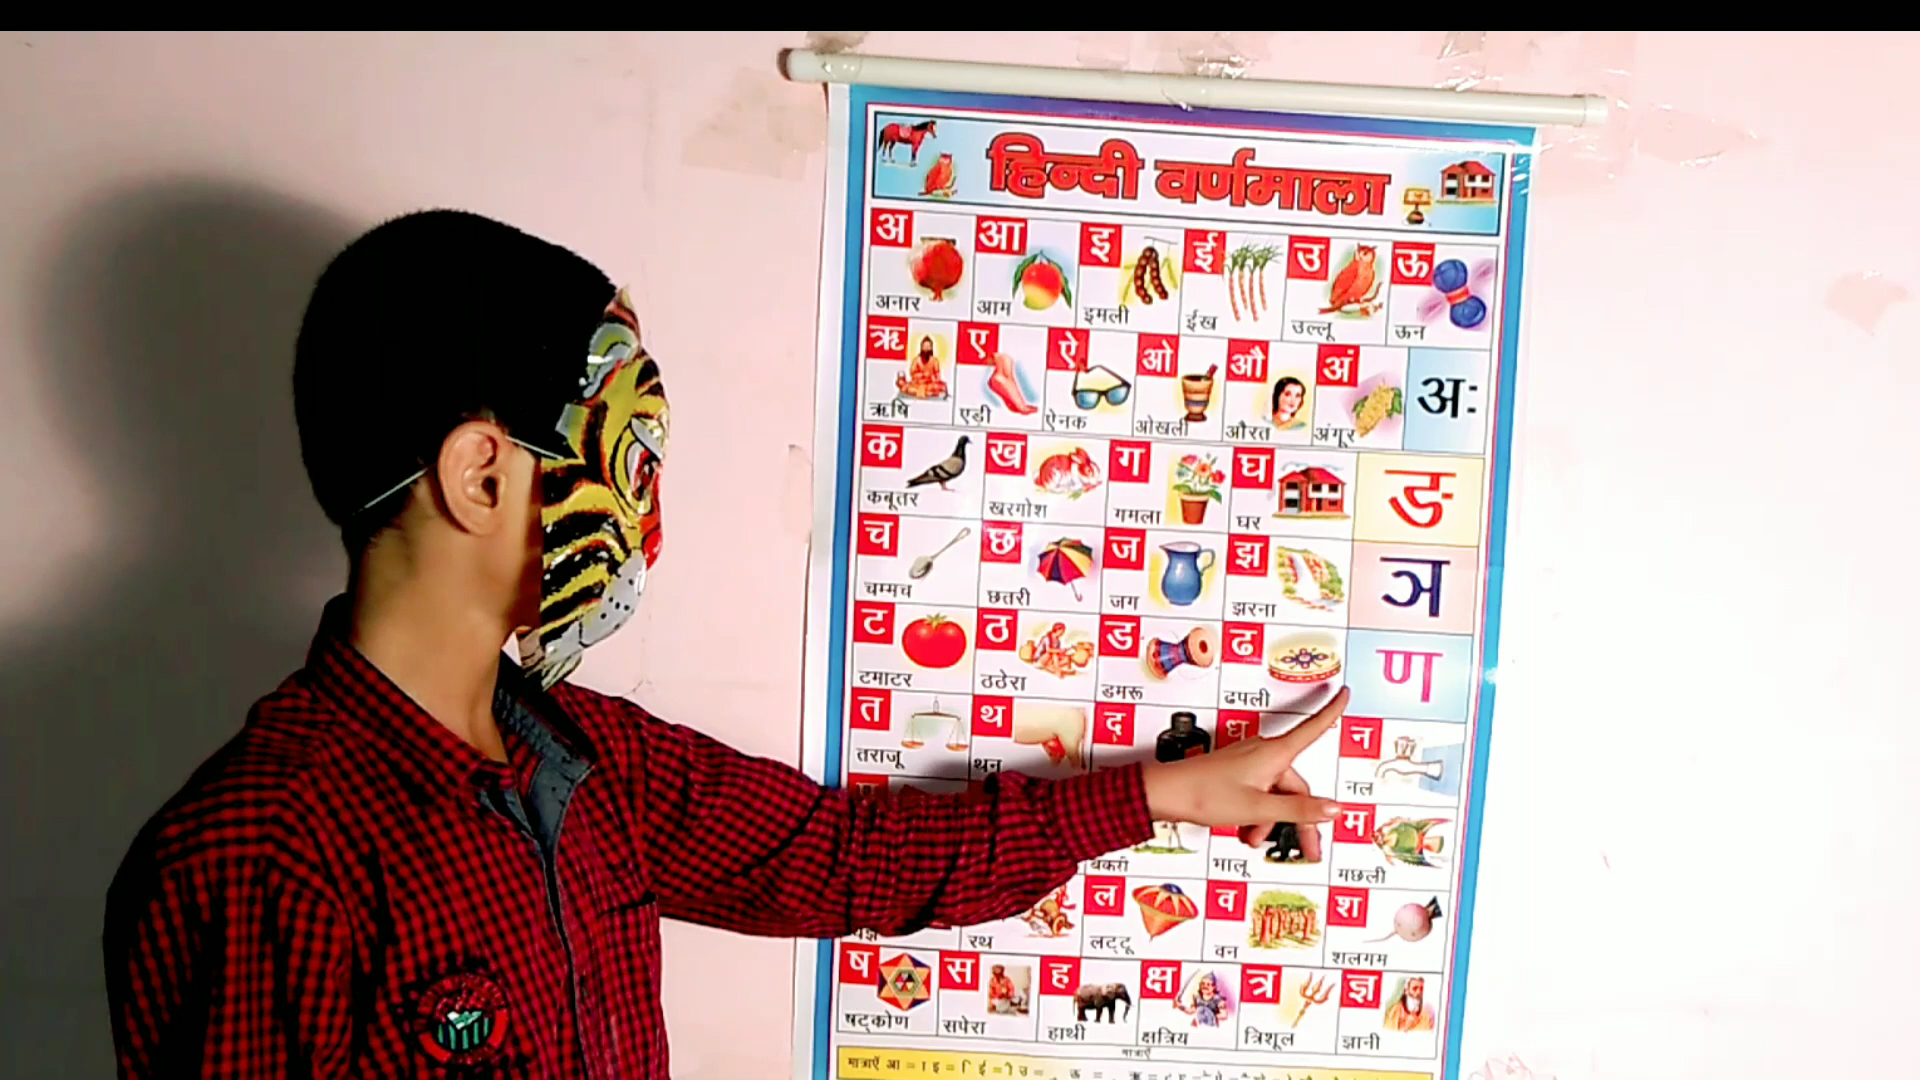 हिन्दी वर्णमाला
अ आ इ ई उ ऊ
अनार आम इमली ईख उल्लू ऊन
ऋ ए ऐ ओ औ अं अः
ऋषि एड़ी ऐनक ओखली औरत अंगूर
क ख ग घ ङ
कबूतर खरगोश गमला घर
च छ ज झ ञ
चम्मच छतरी जग झरना
ट ठ ड ढ ण
टमाटर ठठेरा डमरू ढपली
त थ द ध न
तराजू थन नल
म
बकरी भालू मछली
ल व श
यज्ञ रथ लट्टू वन शलगम
ष स ह क्ष त्र ज्ञ
षट्कोण सपेरा हाथी क्षत्रिय त्रिशूल ज्ञानी
मात्राएँ
मात्राएँ आ = ा इ = ि ई = ी उ =